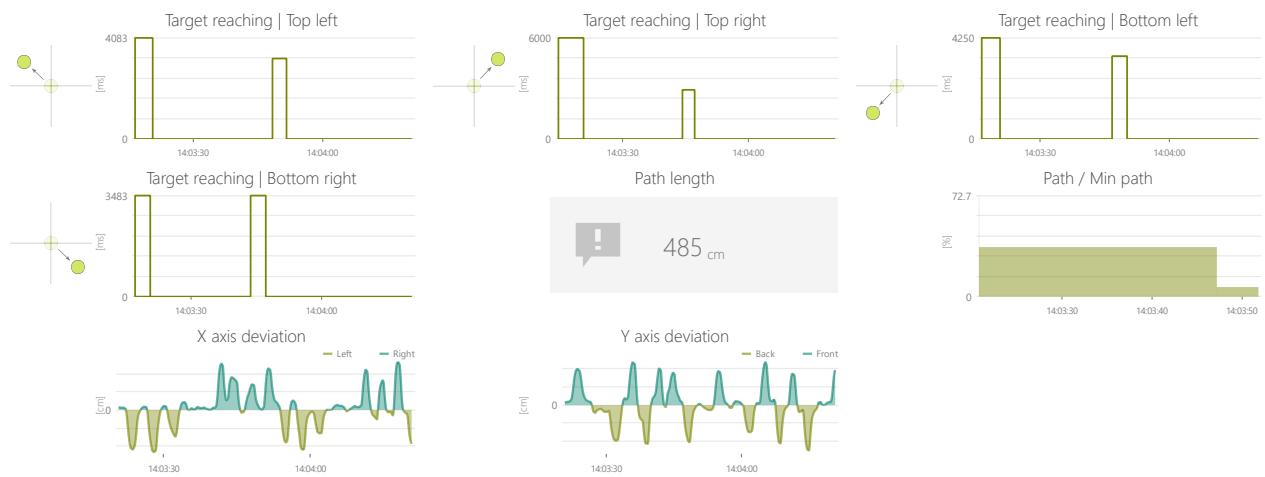 Target reaching | Top left
4083
[ms]
0
14:03:30
14:04:00
Target reaching | Top right
6000
[ms]
0
14:03:30
14:04:00
Target reaching | Bottom left
4250
[ms]
0
14:03:30
14:04:00
Target reaching | Bottom right
3483
[ms]
0
14:03:30
14:04:00
Path length
485 cm
Path / Min path
72.7
[%]
0
14:03:30
14:03:40
14:03:50
X axis deviation
Left
Right
[cm]
0
14:03:30
14:04:00
Y axis deviation
Back
Front
[cm]
0
14:03:30
14:04:00